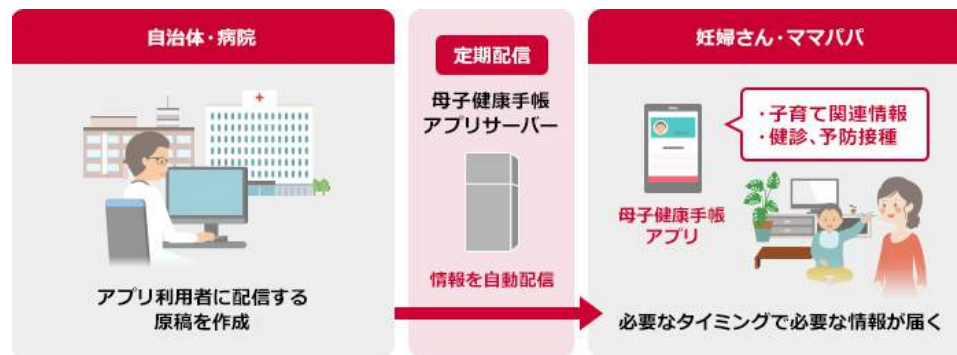 自治体・病院
アプリ利用者に配信する
原稿を作成
定期配信
母子健康手帳
アプリサーバー
情報を自動配信
妊婦さん・ママパパ
・子育て関連情報
・健診、予防接種
母子健康手帳
アプリ
必要なタイミングで必要な情報が届く